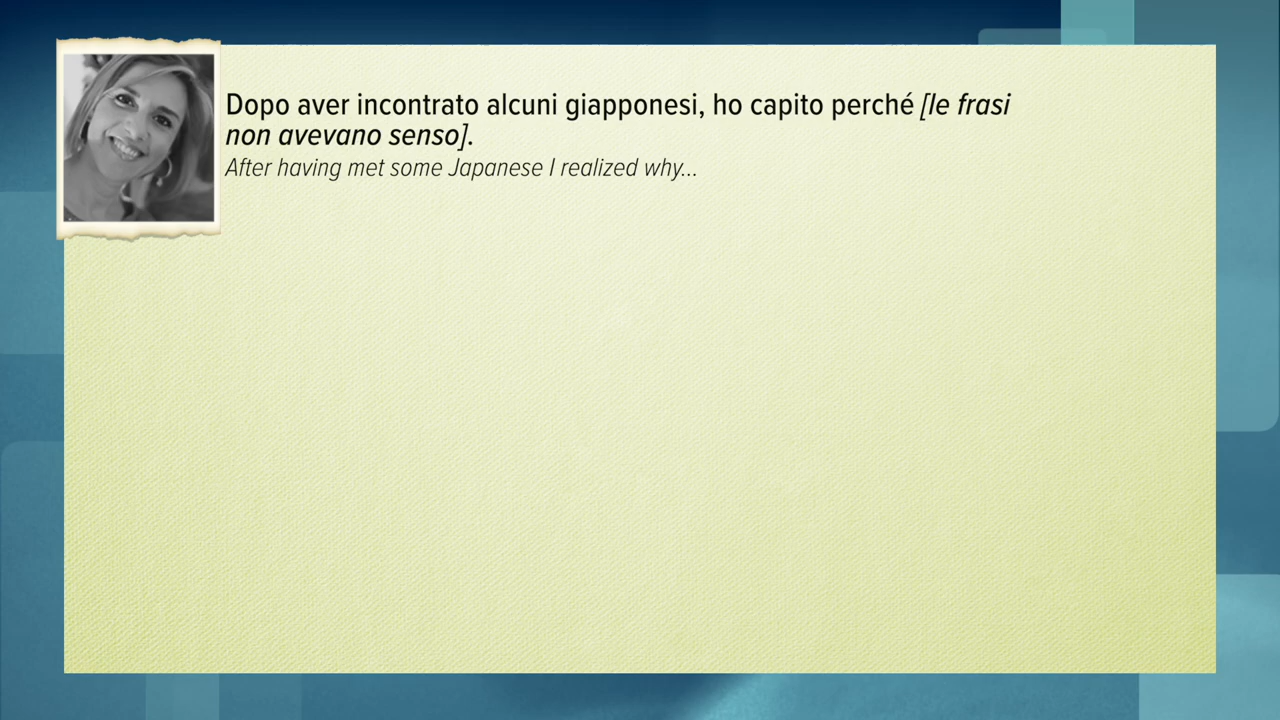 Dopo aver incontrato alcuni giapponesi, ho capito perché [le frasi
non avevano senso].
After having met some Japanese I realized why...